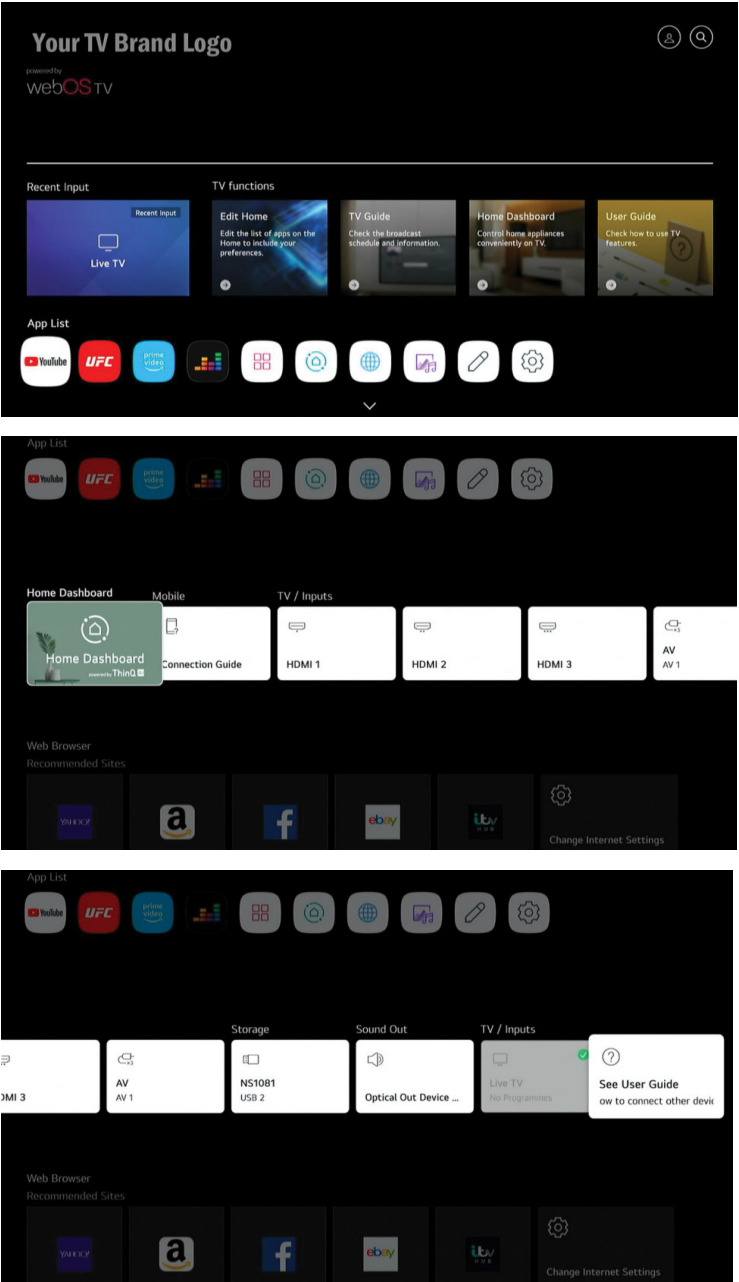 Your TV Brand Logo
powered by
webOS TV
Recent Input
TV functions
Recent Input
Live TV
Edit Home
Edit the list of apps on the
Home to include your
preferences.
TV Guide
Check the broadcast
schedule and information.
Home Dashboard
Control home appliances
conveniently on TV.
User Guide
Check how to use TV
features.
App List
YouTube
UFC
prime
video
App List
YouTube
UFC
prime
video
Home Dashboard
Mobile
TV / Inputs
Home Dashboard
powered by ThinQ
Connection Guide
HDMI 1
HDMI 2
HDMI 3
AV
AV 1
Web Browser
Recommended Sites
YAHOO!
a
f
ebay
itv
HUB
Change Internet Settings
App List
YouTube
UFC
prime
video
Storage
Sound Out
TV / Inputs
DMI 3
AV
AV 1
NS1081
USB 2
Optical Out Device ...
Live TV
No Programmes
See User Guide
ow to connect other devic
Web Browser
Recommended Sites
YAHOO!
a
f
ebay
itv
HUB
Change Internet Settings